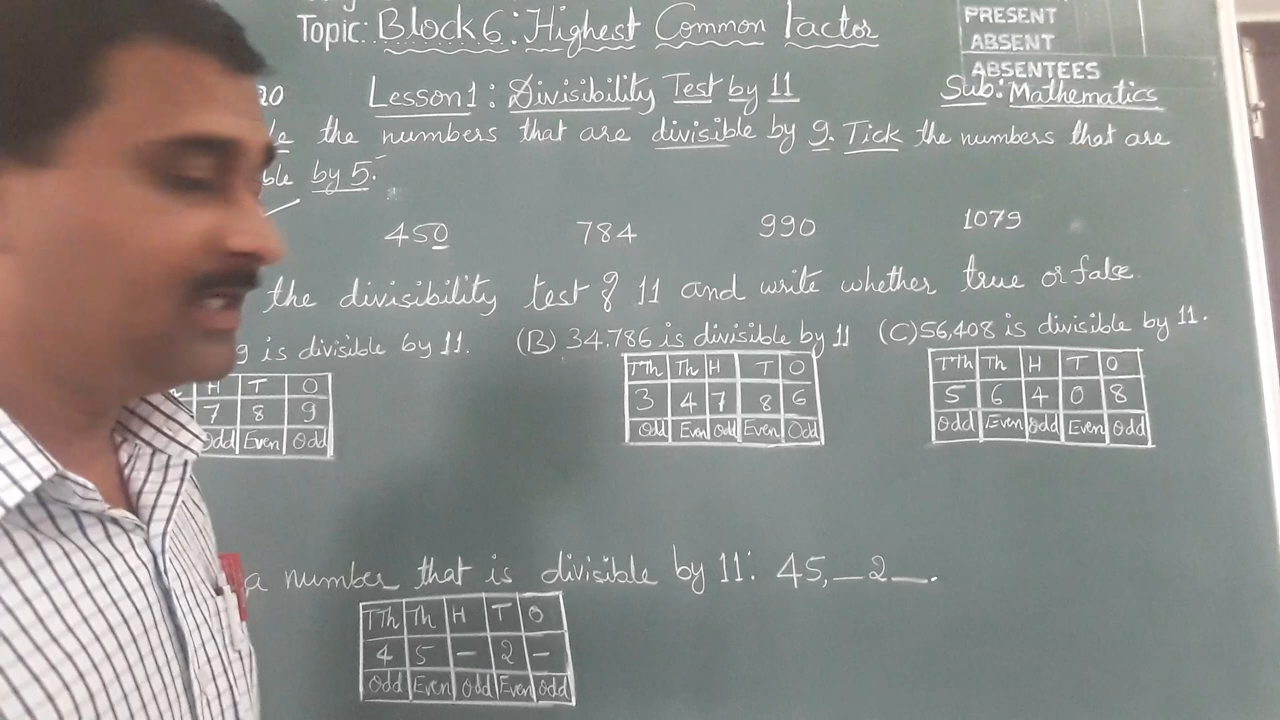 Topic: Block 6: Highest Common Factor
PRESENT
ABSENT
ABSENTEES
20 Lesson 1: Divisibility Test by 11 Sub: Mathematics
the numbers that are divisible by 9. Tick the numbers that are
by 5.
450 784 990 1079
the divisibility test of 11 and write whether true or false.
9 is divisible by 11. (B) 34,786 is divisible by 11 (C) 56,408 is divisible by 11.
H T O
7 8 9
Odd Even Odd
TTh Th H T O
3 4 7 8 6
Odd Even Odd Even Odd
TTh Th H T O
5 6 4 0 8
Odd Even Odd Even Odd
a number that is divisible by 11: 45,_2_.
TTh Th H T O
4 5 - 2 -
Odd Even Odd Even Odd